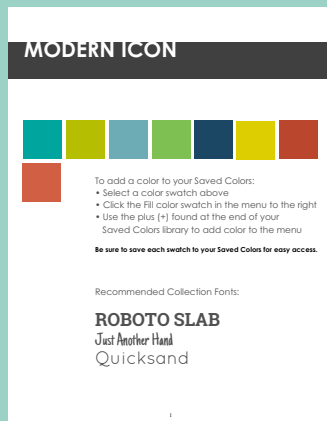 MODERN ICON
To add a color to your Saved Colors:
• Select a color swatch above
• Click the Fill color swatch in the menu to the right
• Use the plus (+) found at the end of your
Saved Colors library to add color to the menu
Be sure to save each swatch to your Saved Colors for easy access.
Recommended Collection Fonts:
ROBOTO SLAB
Just Another Hand
Quicksand
1